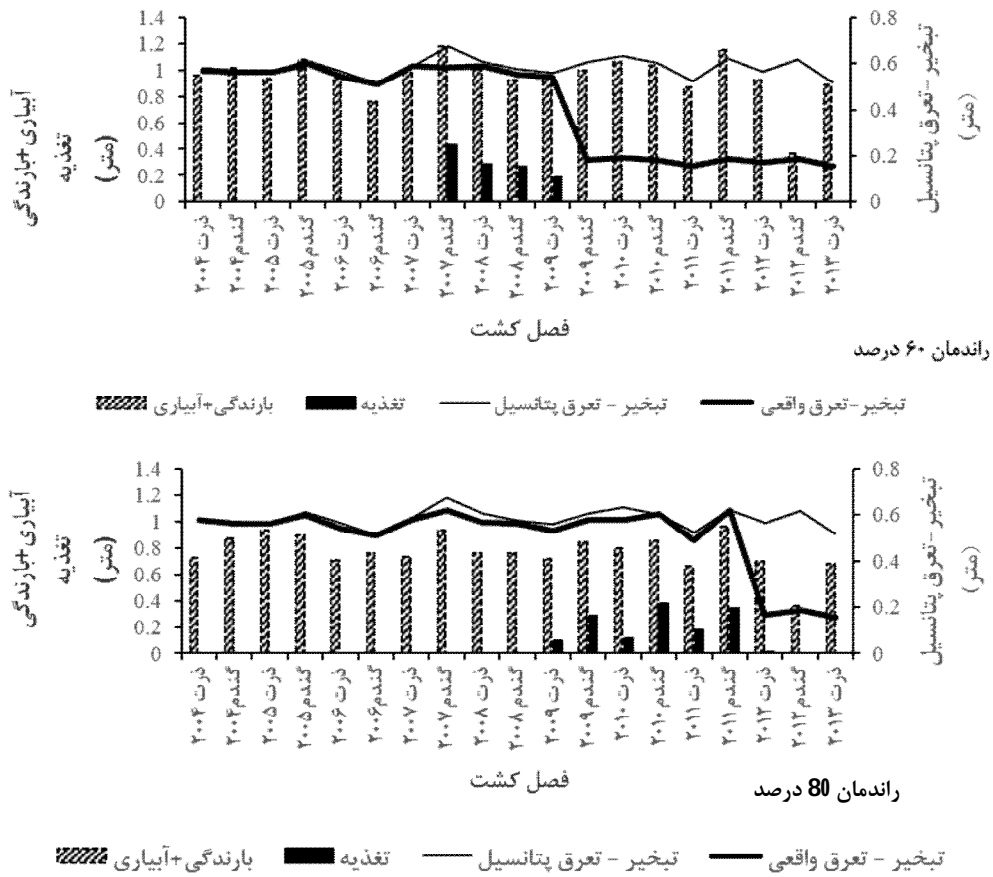 1.4
1.2
1
0.8
0.6
0.4
0.2
0
آبیاری+بارندگی
تغذیه
(متر)
0.8
0.6
0.4
0.2
0
تبخیر-تعرق پتانسیل
(متر)
ذرت ۲۰۰۴
گندم ۲۰۰۴
ذرت ۲۰۰۵
گندم ۲۰۰۵
ذرت ۲۰۰۶
گندم ۲۰۰۶
ذرت ۲۰۰۷
گندم ۲۰۰۷
ذرت ۲۰۰۸
گندم ۲۰۰۸
ذرت ۲۰۰۹
گندم ۲۰۰۹
ذرت ۲۰۱۰
گندم ۲۰۱۰
ذرت ۲۰۱۱
گندم ۲۰۱۱
ذرت ۲۰۱۲
گندم ۲۰۱۲
ذرت ۲۰۱۳
فصل کشت
راندمان ۶۰ درصد
بارندگی+آبیاری
تغذیه
تبخیر - تعرق پتانسیل
تبخیر-تعرق واقعی
1.4
1.2
1
0.8
0.6
0.4
0.2
0
آبیاری+بارندگی
تغذیه
(متر)
0.8
0.6
0.4
0.2
0
تبخیر-تعرق پتانسیل
(متر)
ذرت ۲۰۰۴
گندم ۲۰۰۴
ذرت ۲۰۰۵
گندم ۲۰۰۵
ذرت ۲۰۰۶
گندم ۲۰۰۶
ذرت ۲۰۰۷
گندم ۲۰۰۷
ذرت ۲۰۰۸
گندم ۲۰۰۸
ذرت ۲۰۰۹
گندم ۲۰۰۹
ذرت ۲۰۱۰
گندم ۲۰۱۰
ذرت ۲۰۱۱
گندم ۲۰۱۱
ذرت ۲۰۱۲
گندم ۲۰۱۲
ذرت ۲۰۱۳
فصل کشت
راندمان 80 درصد
بارندگی+آبیاری
تغذیه
تبخیر - تعرق پتانسیل
تبخیر - تعرق واقعی